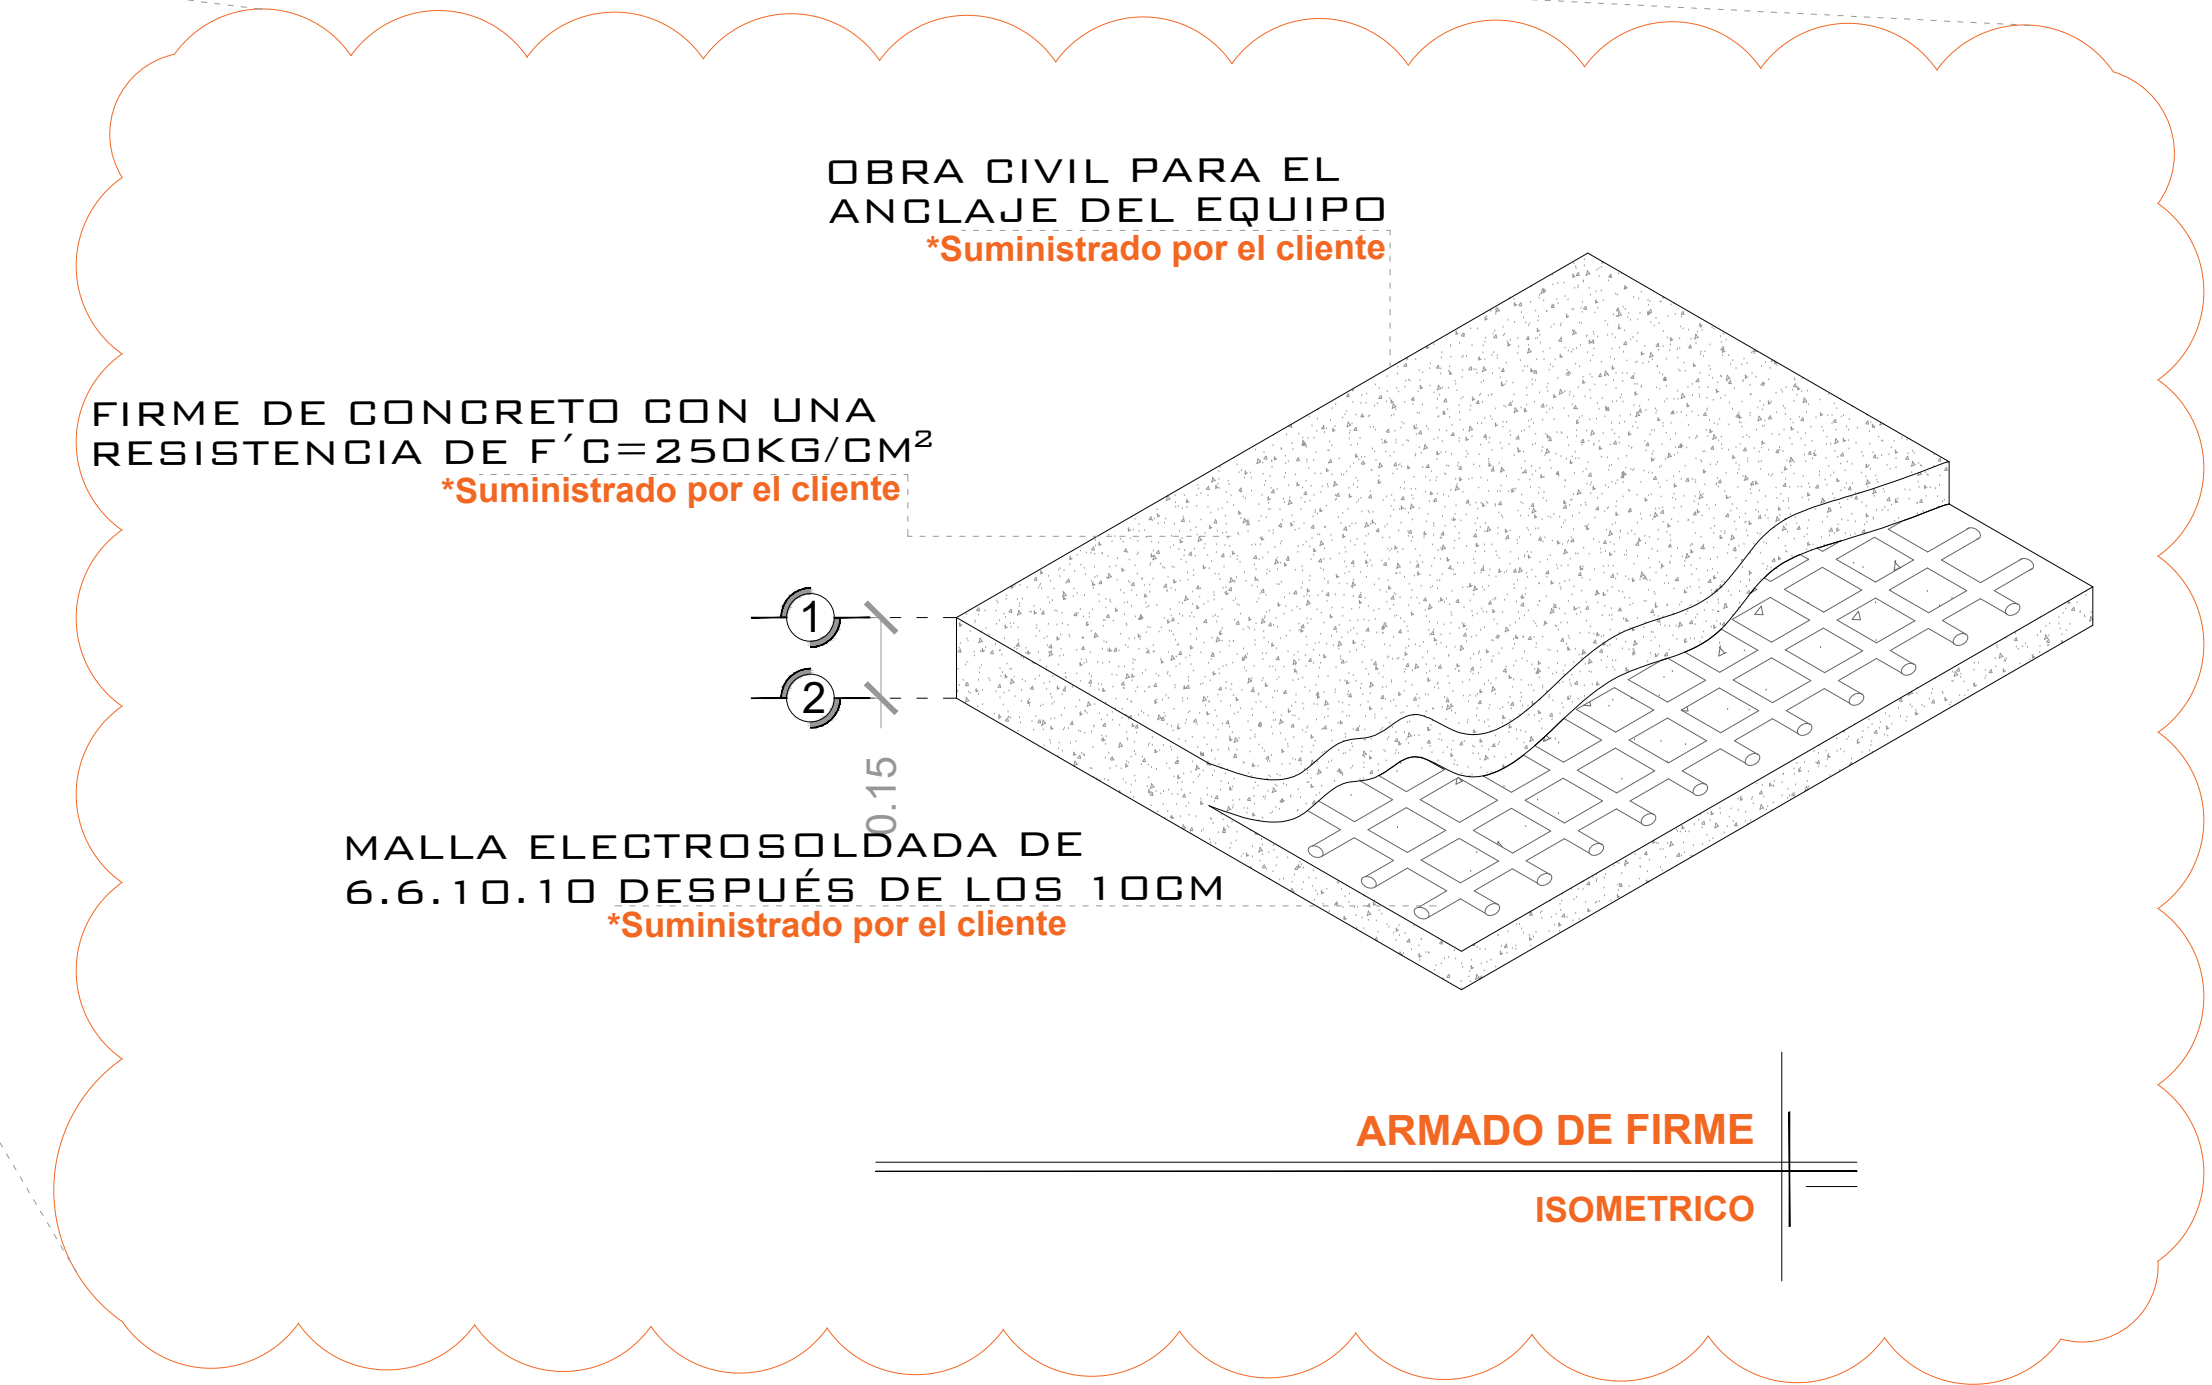 OBRA CIVIL PARA EL
ANCLAJE DEL EQUIPO
*Suministrado por el cliente
FIRME DE CONCRETO CON UNA
RESISTENCIA DE F´C=250KG/CM²
*Suministrado por el cliente
1
2
0.15
MALLA ELECTROSOLDADA DE
6.6.10.10 DESPUÉS DE LOS 10CM
*Suministrado por el cliente
ARMADO DE FIRME
ISOMETRICO